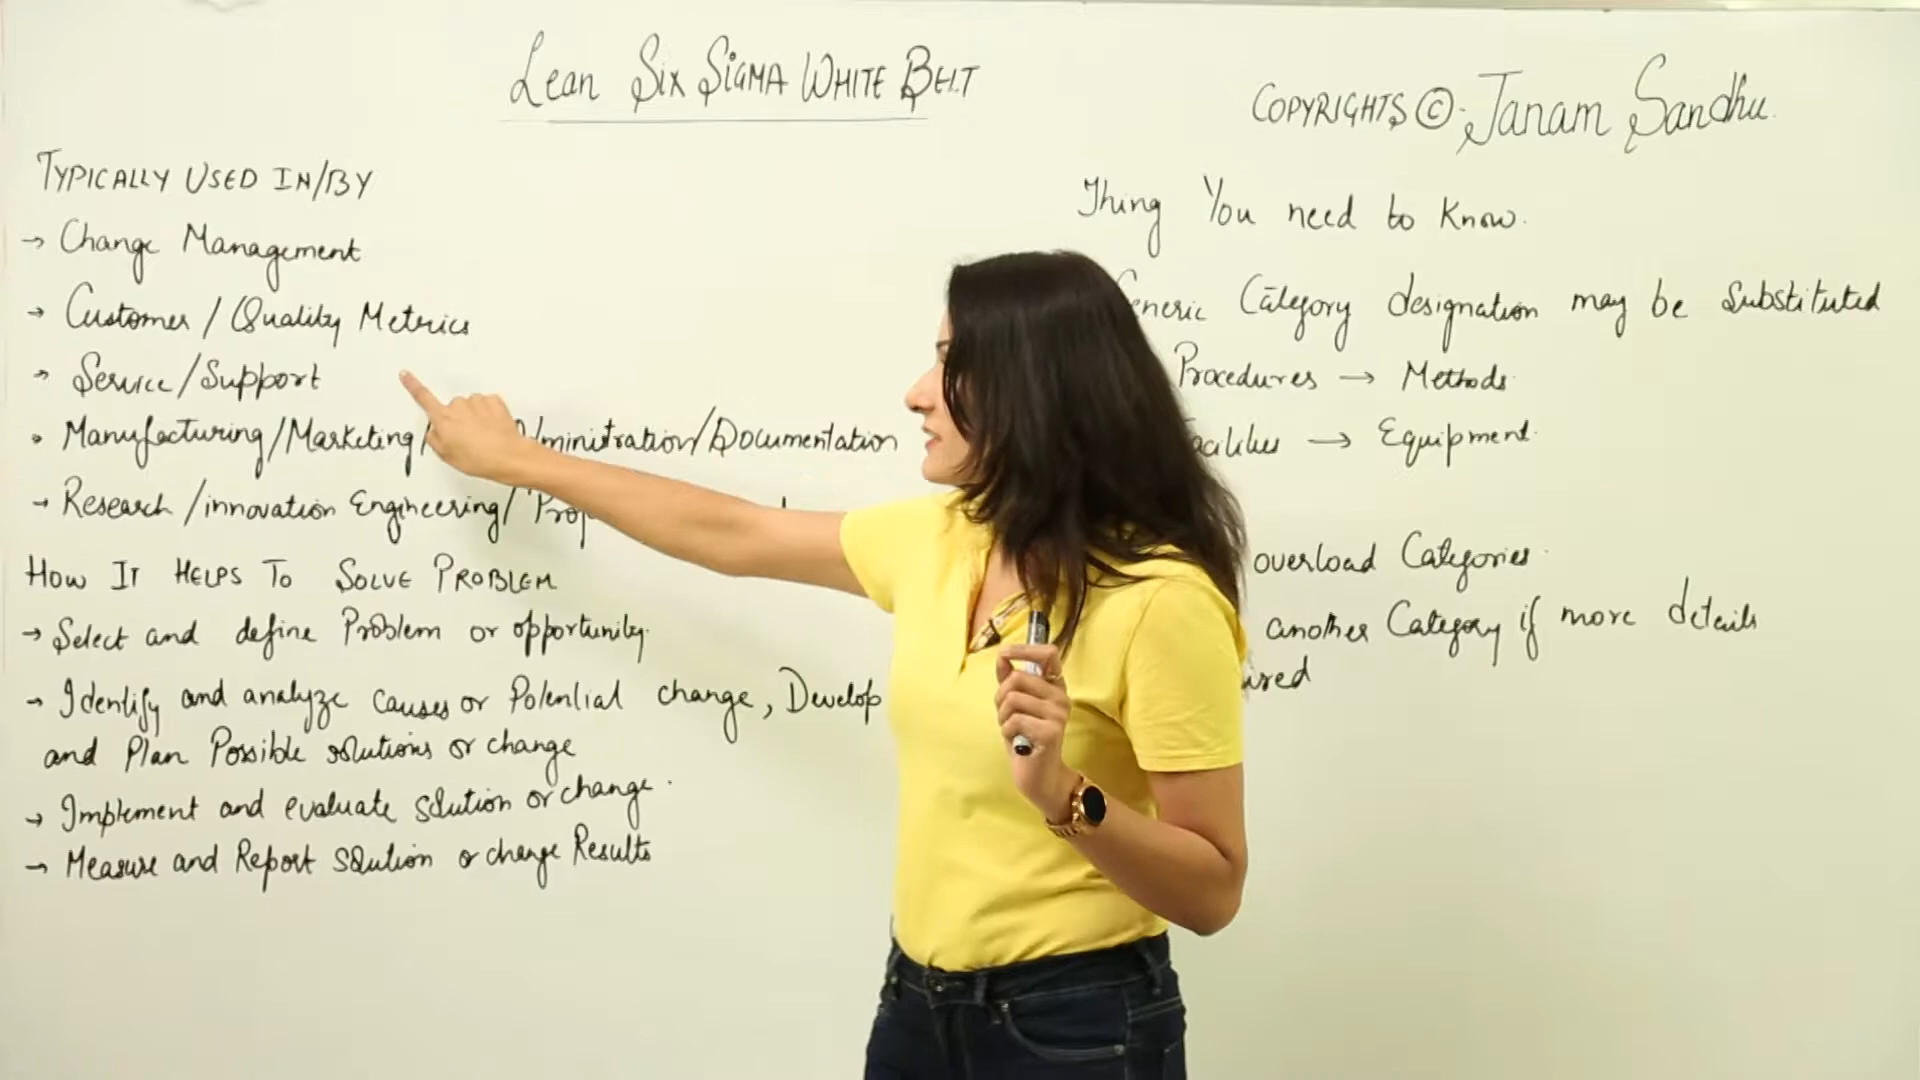 Lean Six Sigma White Belt
Copyrights © Janam Sandhu
Typically Used In/By
→ Change Management
→ Customer / Quality Metrics
→ Service/Support
• Manufacturing/Marketing/ Administration/Documentation
→ Research /innovation Engineering/
How It Helps To Solve Problem
→ Select and define Problem or opportunity.
→ Identify and analyze causes or Potential change, Develop
and Plan Possible solutions or change
→ Implement and evaluate solution or change.
→ Measure and Report solution or change Results
Thing You need to Know.
Generic Category designation may be Substituted
Procedures → Methods
Facilities → Equipment.
overload Categories.
another Category if more details